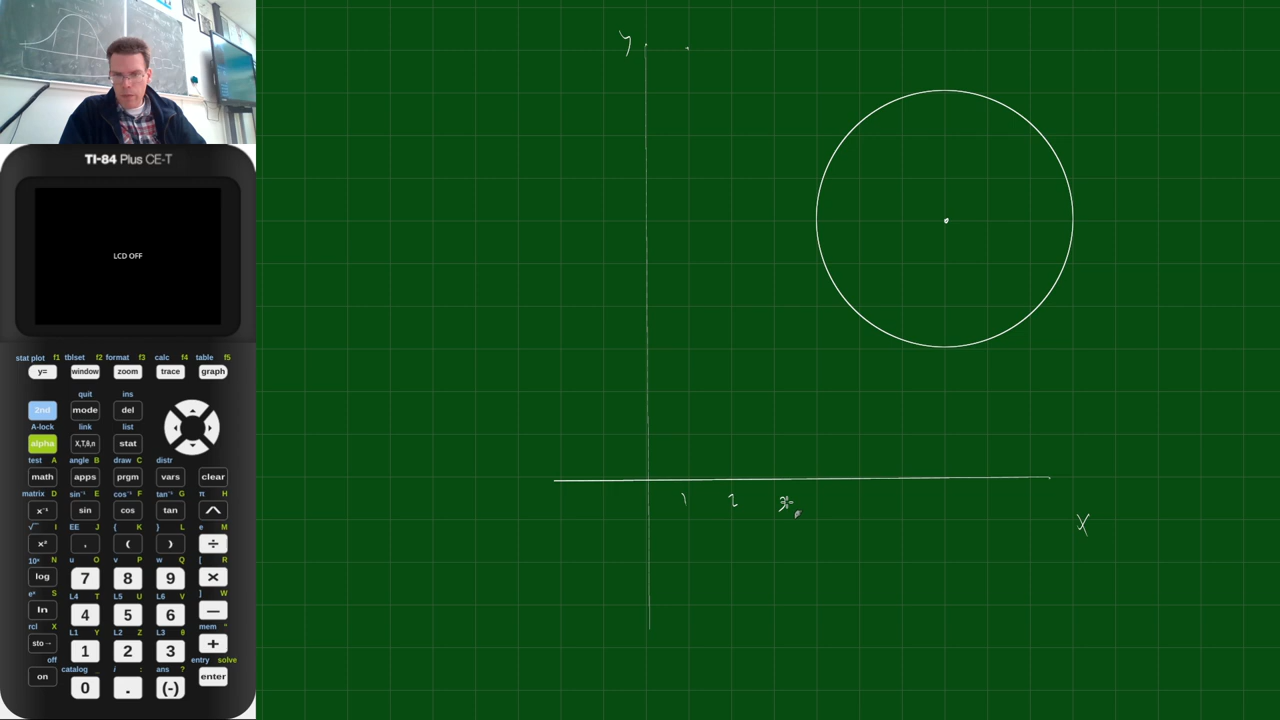 y
TI-84 Plus CE-T
LCD OFF
stat plot f1 tblset f2 format f3 calc f4 table f5
y= window zoom trace graph
quit ins
2nd mode del
A-lock link list
alpha X,T,θ,n stat
test A angle B draw C distr
math apps prgm vars clear
matrix D sin⁻¹ E cos⁻¹ F tan⁻¹ G π H
x⁻¹ sin cos tan ^
√‾ I EE J { K } L e M
x² , ( ) ÷
10ˣ N u O v P w Q [ R
log 7 8 9 ×
eˣ S L4 T L5 U L6 V ] W
ln 4 5 6 —
rcl X L1 Y L2 Z L3 θ mem "
sto→ 1 2 3 +
off catalog i : ans ? entry solve
on 0 . (-) enter
1 2 3
X